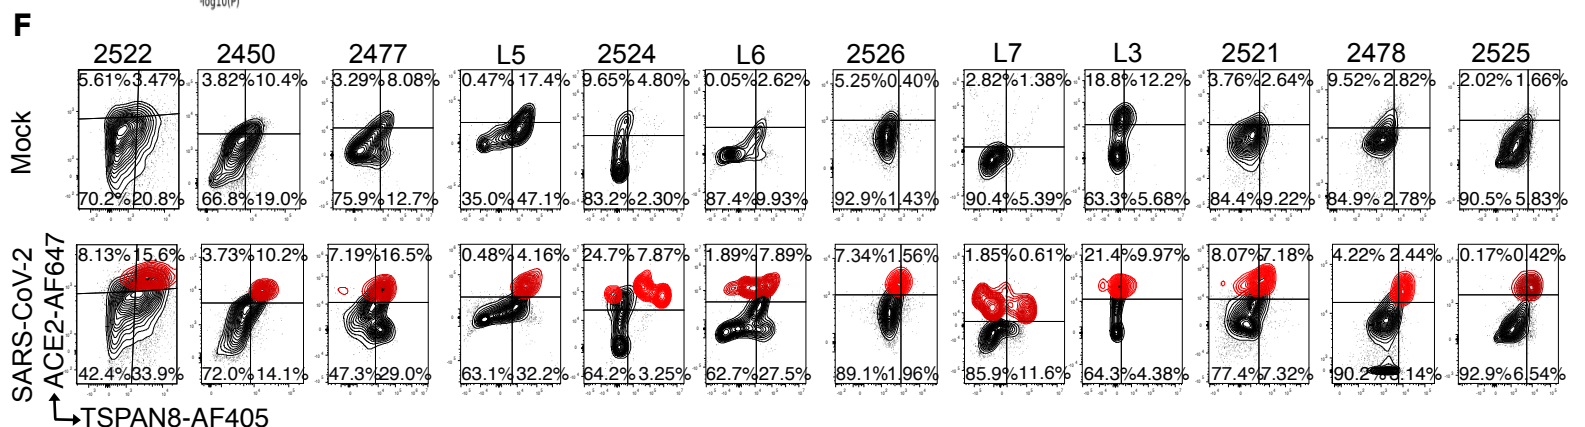 -log10(P)
F
2522 2450 2477 L5 2524 L6 2526 L7 L3 2521 2478 2525
Mock
5.61% 3.47% 3.82% 10.4% 3.29% 8.08% 0.47% 17.4% 9.65% 4.80% 0.05% 2.62% 5.25% 0.40% 2.82% 1.38% 18.8% 12.2% 3.76% 2.64% 9.52% 2.82% 2.02% 1.66%
70.2% 20.8% 66.8% 19.0% 75.9% 12.7% 35.0% 47.1% 83.2% 2.30% 87.4% 9.93% 92.9% 1.43% 90.4% 5.39% 63.3% 5.68% 84.4% 9.22% 84.9% 2.78% 90.5% 5.83%
SARS-CoV-2
ACE2-AF647
8.13% 15.6% 3.73% 10.2% 7.19% 16.5% 0.48% 4.16% 24.7% 7.87% 1.89% 7.89% 7.34% 1.56% 1.85% 0.61% 21.4% 9.97% 8.07% 7.18% 4.22% 2.44% 0.17% 0.42%
42.4% 33.9% 72.0% 14.1% 47.3% 29.0% 63.1% 32.2% 64.2% 3.25% 62.7% 27.5% 89.1% 1.96% 85.9% 11.6% 64.3% 4.38% 77.4% 7.32% 90.2% 92.9% 6.54%
TSPAN8-AF405